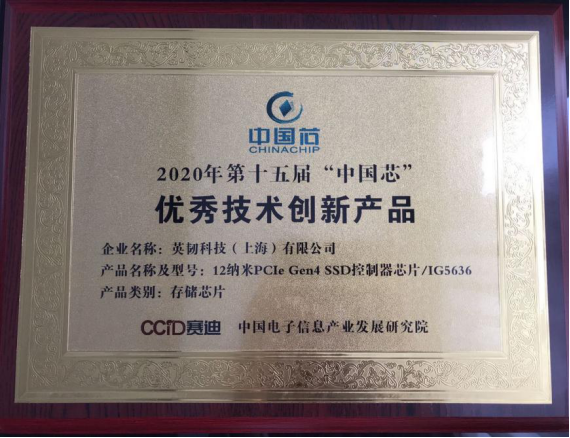 中国芯
CHINACHIP
2020年第十五届“中国芯”
优秀技术创新产品
企业名称：英韧科技（上海）有限公司
产品名称及型号：12纳米PCIe Gen4 SSD控制器芯片/IG5636
产品类别：存储芯片
CCID赛迪 中国电子信息产业发展研究院